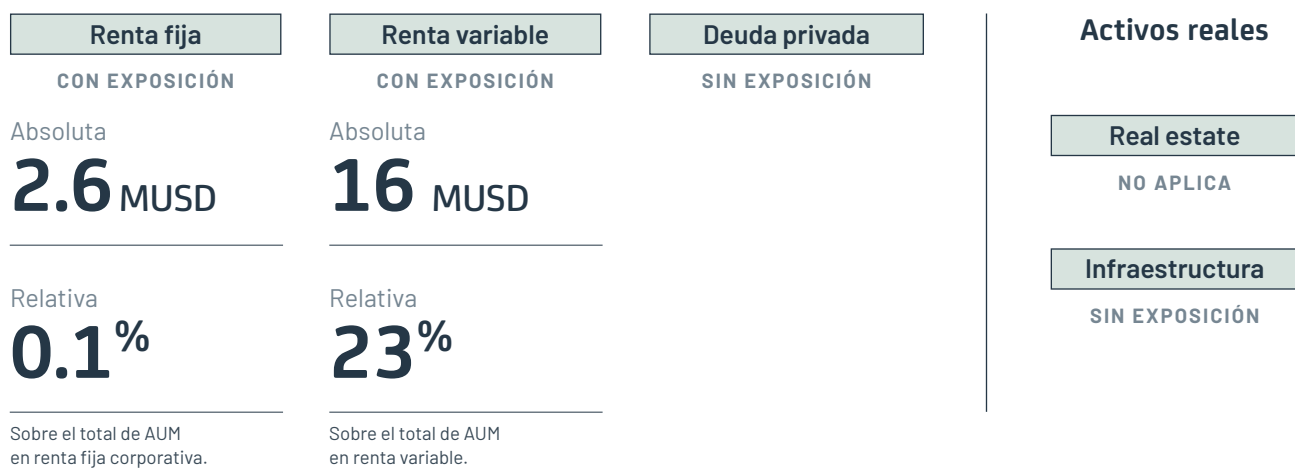 Renta fija
CON EXPOSICIÓN
Absoluta
2.6 MUSD
Relativa
0.1%
Sobre el total de AUM
en renta fija corporativa.
Renta variable
CON EXPOSICIÓN
Absoluta
16 MUSD
Relativa
23%
Sobre el total de AUM
en renta variable.
Deuda privada
SIN EXPOSICIÓN
Activos reales
Real estate
NO APLICA
Infraestructura
SIN EXPOSICIÓN